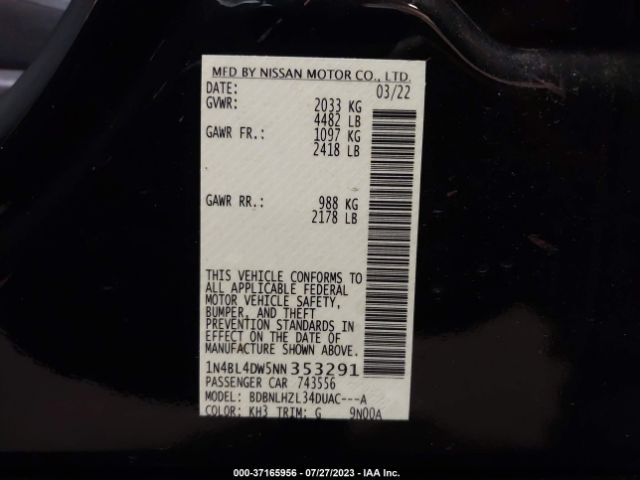 MFD BY NISSAN MOTOR CO., LTD.
DATE: 03/22
GVWR: 2033 KG
4482 LB
GAWR FR.: 1097 KG
2418 LB
GAWR RR.: 988 KG
2178 LB
THIS VEHICLE CONFORMS TO
ALL APPLICABLE FEDERAL
MOTOR VEHICLE SAFETY,
BUMPER, AND THEFT
PREVENTION STANDARDS IN
EFFECT ON THE DATE OF
MANUFACTURE SHOWN ABOVE.
1N4BL4DW5NN353291
PASSENGER CAR 743556
MODEL: BDBNLHZL34DUAC---A
COLOR: KH3 TRIM: G 9N00A
000-37165956 - 07/27/2023 - IAA Inc.